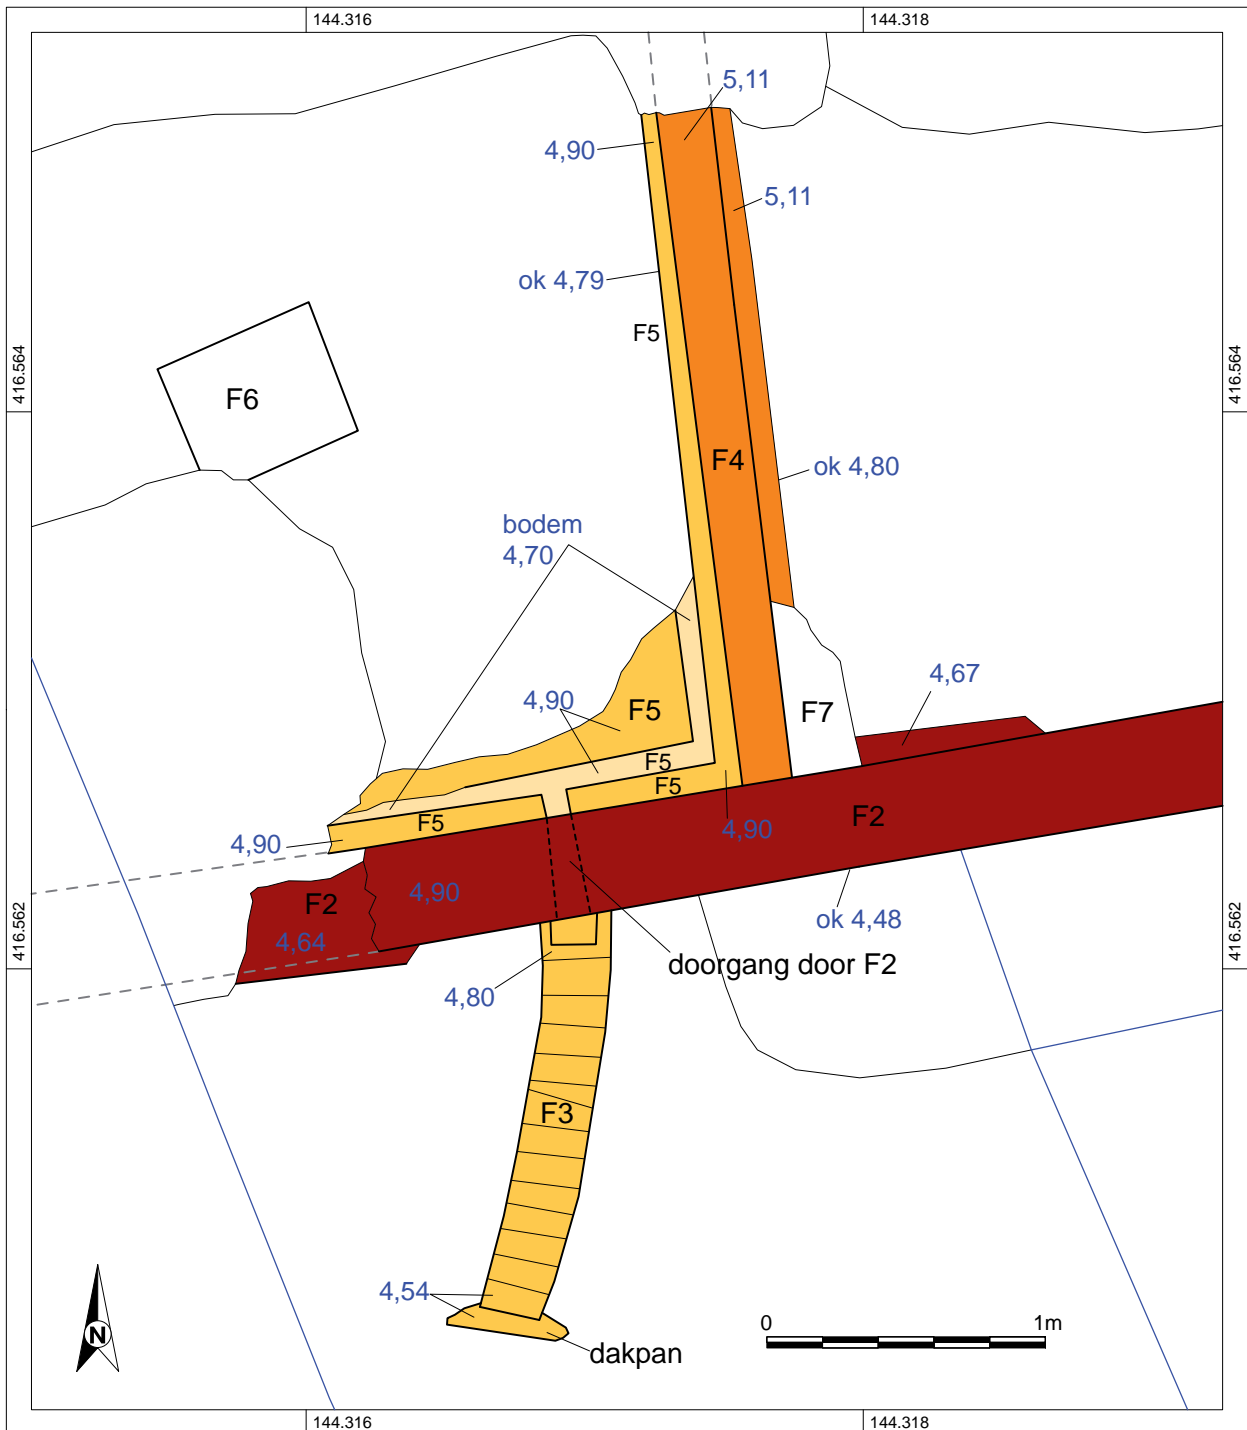 144.316
144.318
5,11
4,90
5,11
ok 4,79
F5
416.564
416.564
F6
F4
ok 4,80
bodem
4,70
4,67
4,90
F5
F7
F5
F5
F5
4,90
4,90
F2
4,90
F2
ok 4,48
4,64
416.562
416.562
doorgang door F2
4,80
F3
4,54
0
1m
N
dakpan
144.316
144.318